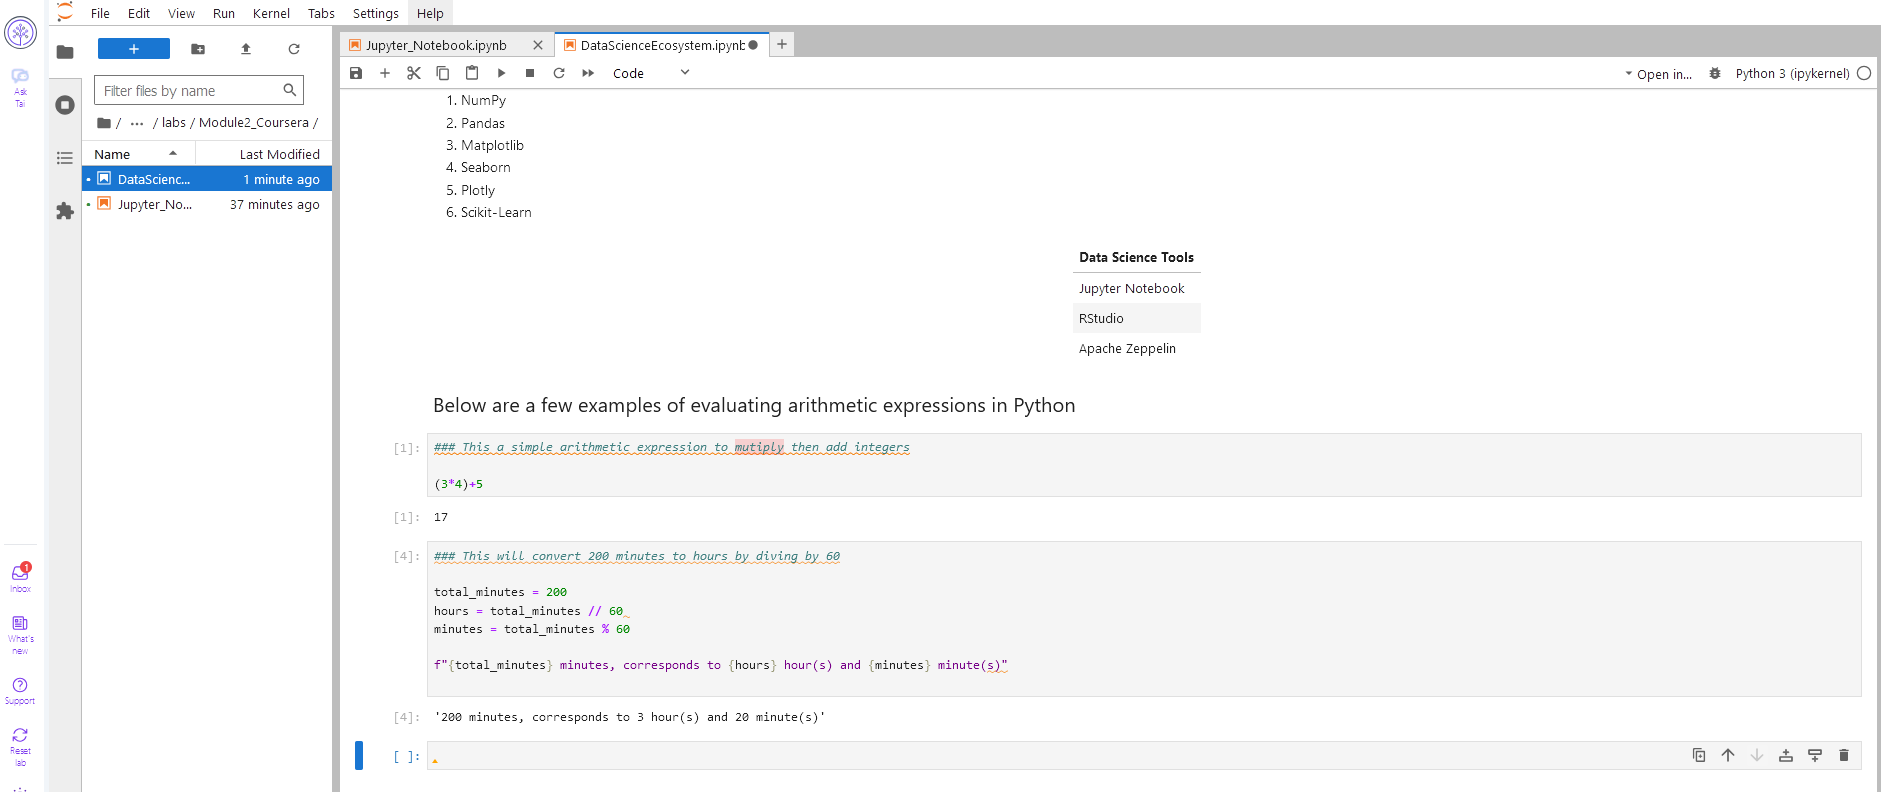 File Edit View Run Kernel Tabs Settings Help
Ask
Tai
Inbox
1
What's
new
Support
Reset
lab
+
Filter files by name
/ ... / labs / Module2_Coursera /
Name Last Modified
DataScienc... 1 minute ago
Jupyter_No... 37 minutes ago
Jupyter_Notebook.ipynb
DataScienceEcosystem.ipynb
Code
Open in...
Python 3 (ipykernel)
1. NumPy
2. Pandas
3. Matplotlib
4. Seaborn
5. Plotly
6. Scikit-Learn
Data Science Tools
Jupyter Notebook
RStudio
Apache Zeppelin
Below are a few examples of evaluating arithmetic expressions in Python
[1]: ### This a simple arithmetic expression to mutiply then add integers
(3*4)+5
[1]: 17
[4]: ### This will convert 200 minutes to hours by diving by 60
total_minutes = 200
hours = total_minutes // 60
minutes = total_minutes % 60
f"{total_minutes} minutes, corresponds to {hours} hour(s) and {minutes} minute(s)"
[4]: '200 minutes, corresponds to 3 hour(s) and 20 minute(s)'
[ ]: